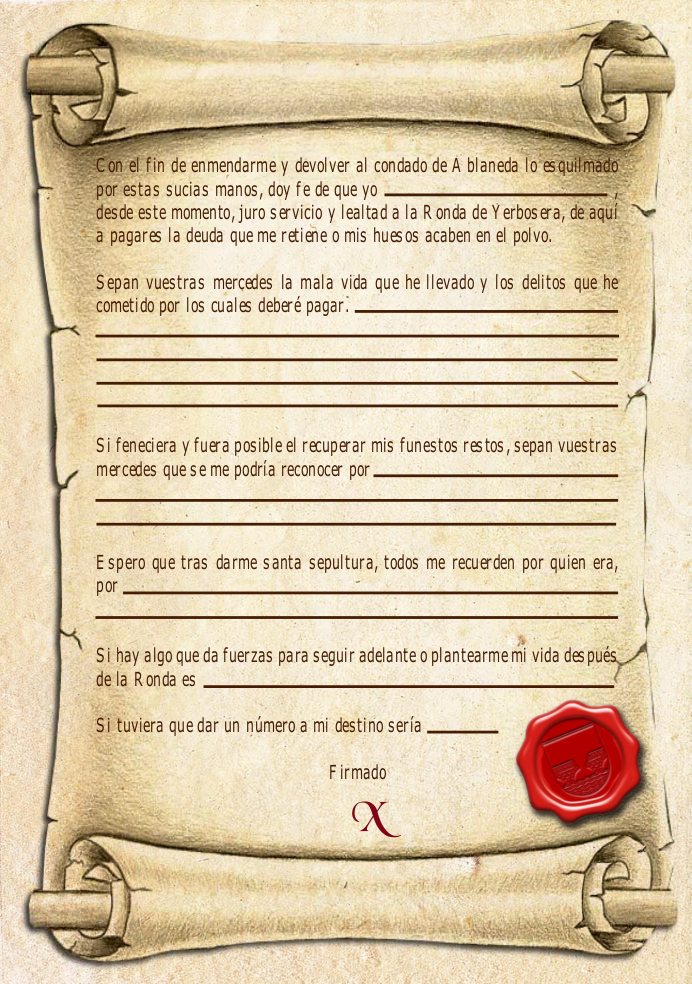 Con el fin de enmendarme y devolver al condado de Ablaneda lo esquilmado
por estas sucias manos, doy fe de que yo ,
desde este momento, juro servicio y lealtad a la Ronda de Yerbosera, de aquí
a pagares la deuda que me retiene o mis huesos acaben en el polvo.
Sepan vuestras mercedes la mala vida que he llevado y los delitos que he
cometido por los cuales deberé pagar:
Si feneciera y fuera posible el recuperar mis funestos restos, sepan vuestras
mercedes que se me podría reconocer por
Espero que tras darme santa sepultura, todos me recuerden por quien era,
por
Si hay algo que da fuerzas para seguir adelante o plantearme mi vida después
de la Ronda es
Si tuviera que dar un número a mi destino sería
Firmado
X